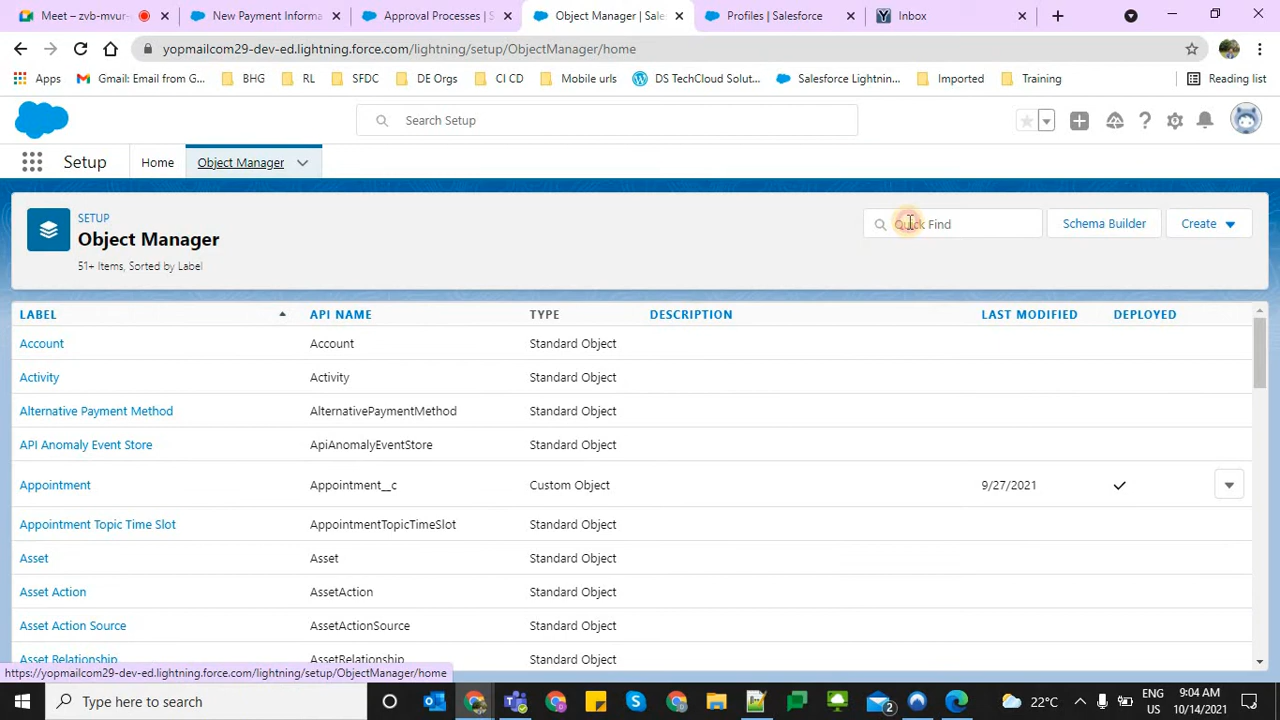 Meet – zvb-mvur-
New Payment Informa
Approval Processes | S
Object Manager | Sales
Profiles | Salesforce
Inbox
yopmailcom29-dev-ed.lightning.force.com/lightning/setup/ObjectManager/home
Apps
Gmail: Email from G...
BHG
RL
SFDC
DE Orgs
CI CD
Mobile urls
DS TechCloud Solut...
Salesforce Lightnin...
Imported
Training
Reading list
Search Setup
Setup
Home
Object Manager
SETUP
Object Manager
51+ Items, Sorted by Label
Quick Find
Schema Builder
Create
LABEL API NAME TYPE DESCRIPTION LAST MODIFIED DEPLOYED
Account Account Standard Object
Activity Activity Standard Object
Alternative Payment Method AlternativePaymentMethod Standard Object
API Anomaly Event Store ApiAnomalyEventStore Standard Object
Appointment Appointment__c Custom Object 9/27/2021
Appointment Topic Time Slot AppointmentTopicTimeSlot Standard Object
Asset Asset Standard Object
Asset Action AssetAction Standard Object
Asset Action Source AssetActionSource Standard Object
Asset Relationship AssetRelationship Standard Object
https://yopmailcom29-dev-ed.lightning.force.com/lightning/setup/ObjectManager/home
Type here to search
2
22°C
ENG
IN
9:04 AM
10/14/2021